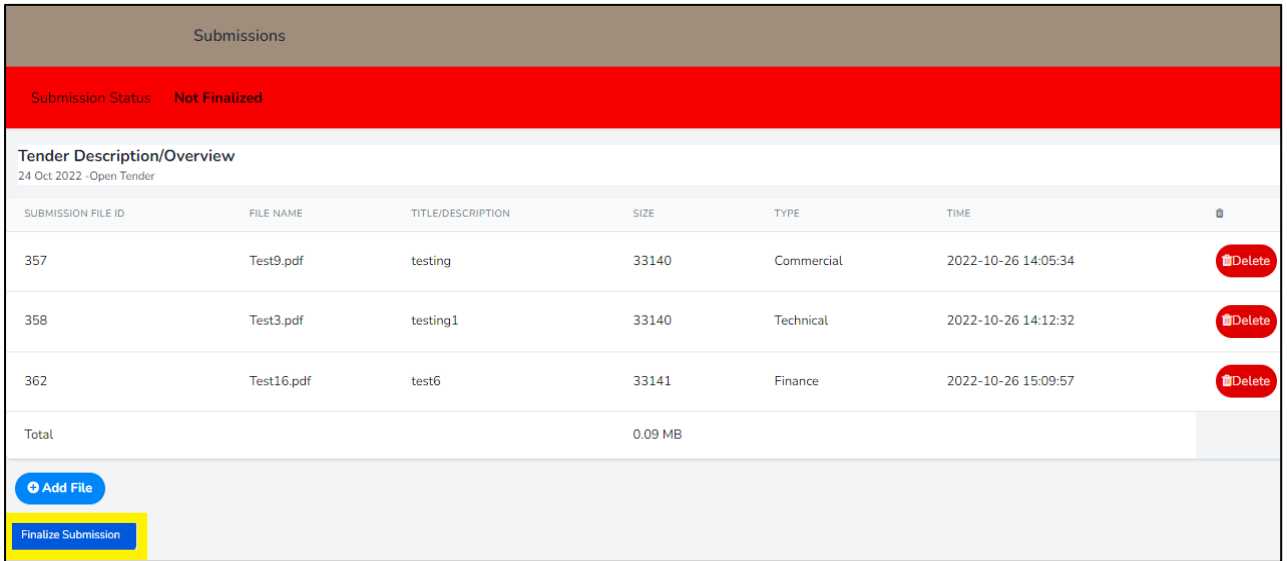 Submissions
Submission Status Not Finalized
Tender Description/Overview
24 Oct 2022 -Open Tender
SUBMISSION FILE ID FILE NAME TITLE/DESCRIPTION SIZE TYPE TIME
357 Test9.pdf testing 33140 Commercial 2022-10-26 14:05:34 Delete
358 Test3.pdf testing1 33140 Technical 2022-10-26 14:12:32 Delete
362 Test16.pdf test6 33141 Finance 2022-10-26 15:09:57 Delete
Total 0.09 MB
Add File
Finalize Submission